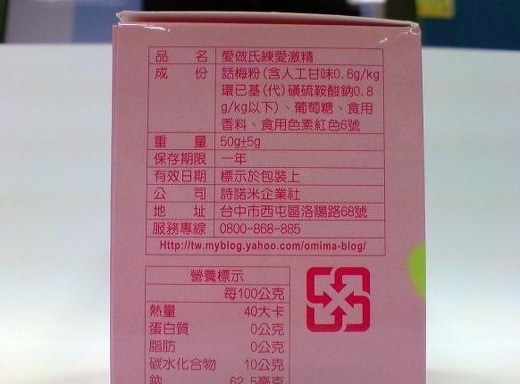 品 名 愛做氏練愛激精
成 份 話梅粉(含人工甘味0.6g/kg
環已基(代)磺硫銨酸鈉0.8
g/kg以下)、葡萄糖、食用
香料、食用色素紅色6號
重 量 50g±5g
保存期限 一年
有效日期 標示於包裝上
公 司 詩諾米企業社
地 址 台中市西屯區洛陽路68號
服務專線 0800-868-885
Http://tw.myblog.yahoo.com/omima-blog/
營養標示
每100公克
熱量 40大卡
蛋白質 0公克
脂肪 0公克
碳水化合物 10公克
鈉 62.5毫克